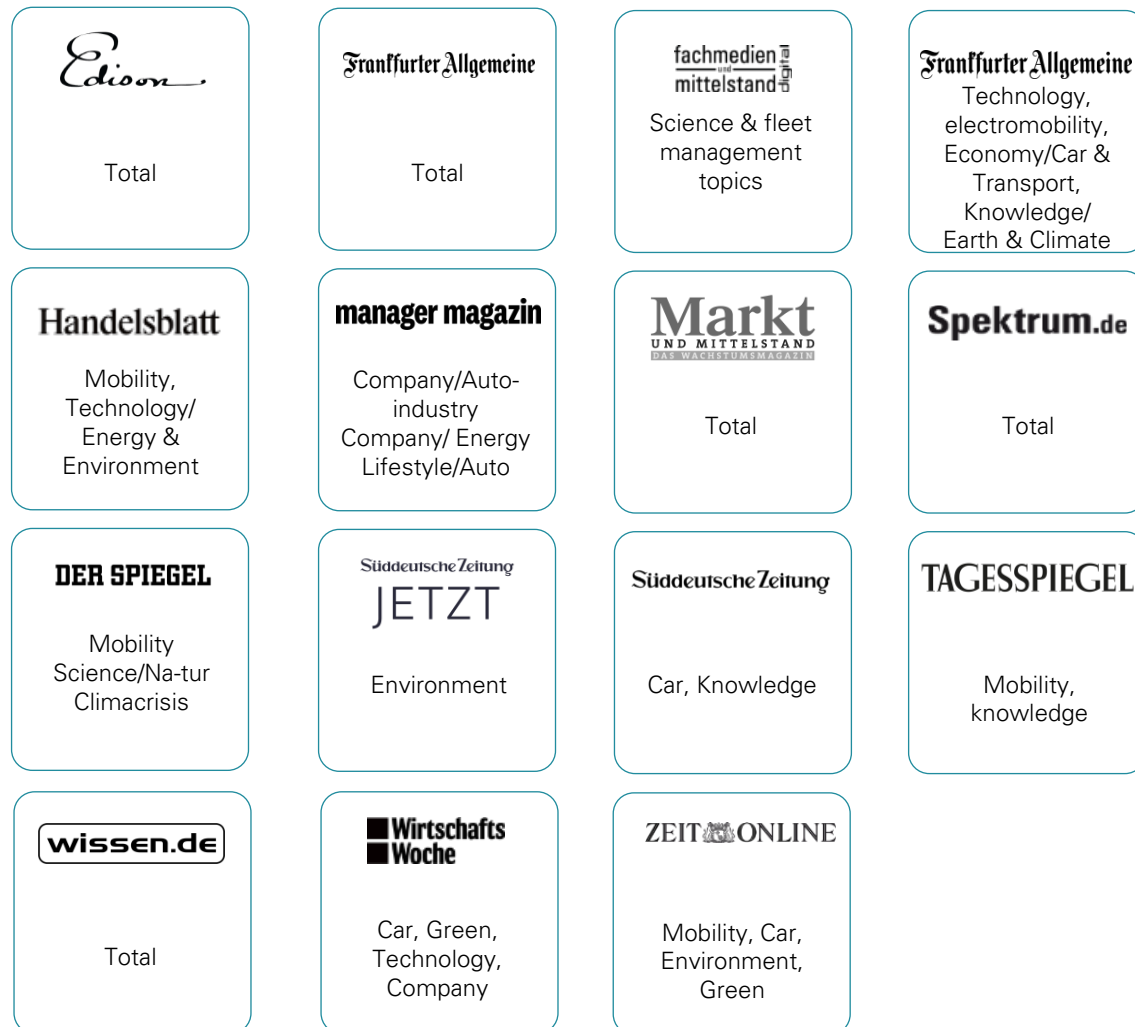 Edison
Total
Frankfurter Allgemeine
Total
fachmedien
und
mittelstand
digital
Science & fleet
management
topics
Frankfurter Allgemeine
Technology,
electromobility,
Economy/Car &
Transport,
Knowledge/
Earth & Climate
Handelsblatt
Mobility,
Technology/
Energy &
Environment
manager magazin
Company/Auto-
industry
Company/ Energy
Lifestyle/Auto
Markt
UND MITTELSTAND
DAS WACHSTUMSMAGAZIN
Total
Spektrum.de
Total
DER SPIEGEL
Mobility
Science/Na-tur
Climacrisis
Süddeutsche Zeitung
JETZT
Environment
Süddeutsche Zeitung
Car, Knowledge
TAGESSPIEGEL
Mobility,
knowledge
wissen.de
Total
Wirtschafts
Woche
Car, Green,
Technology,
Company
ZEIT ONLINE
Mobility, Car,
Environment,
Green